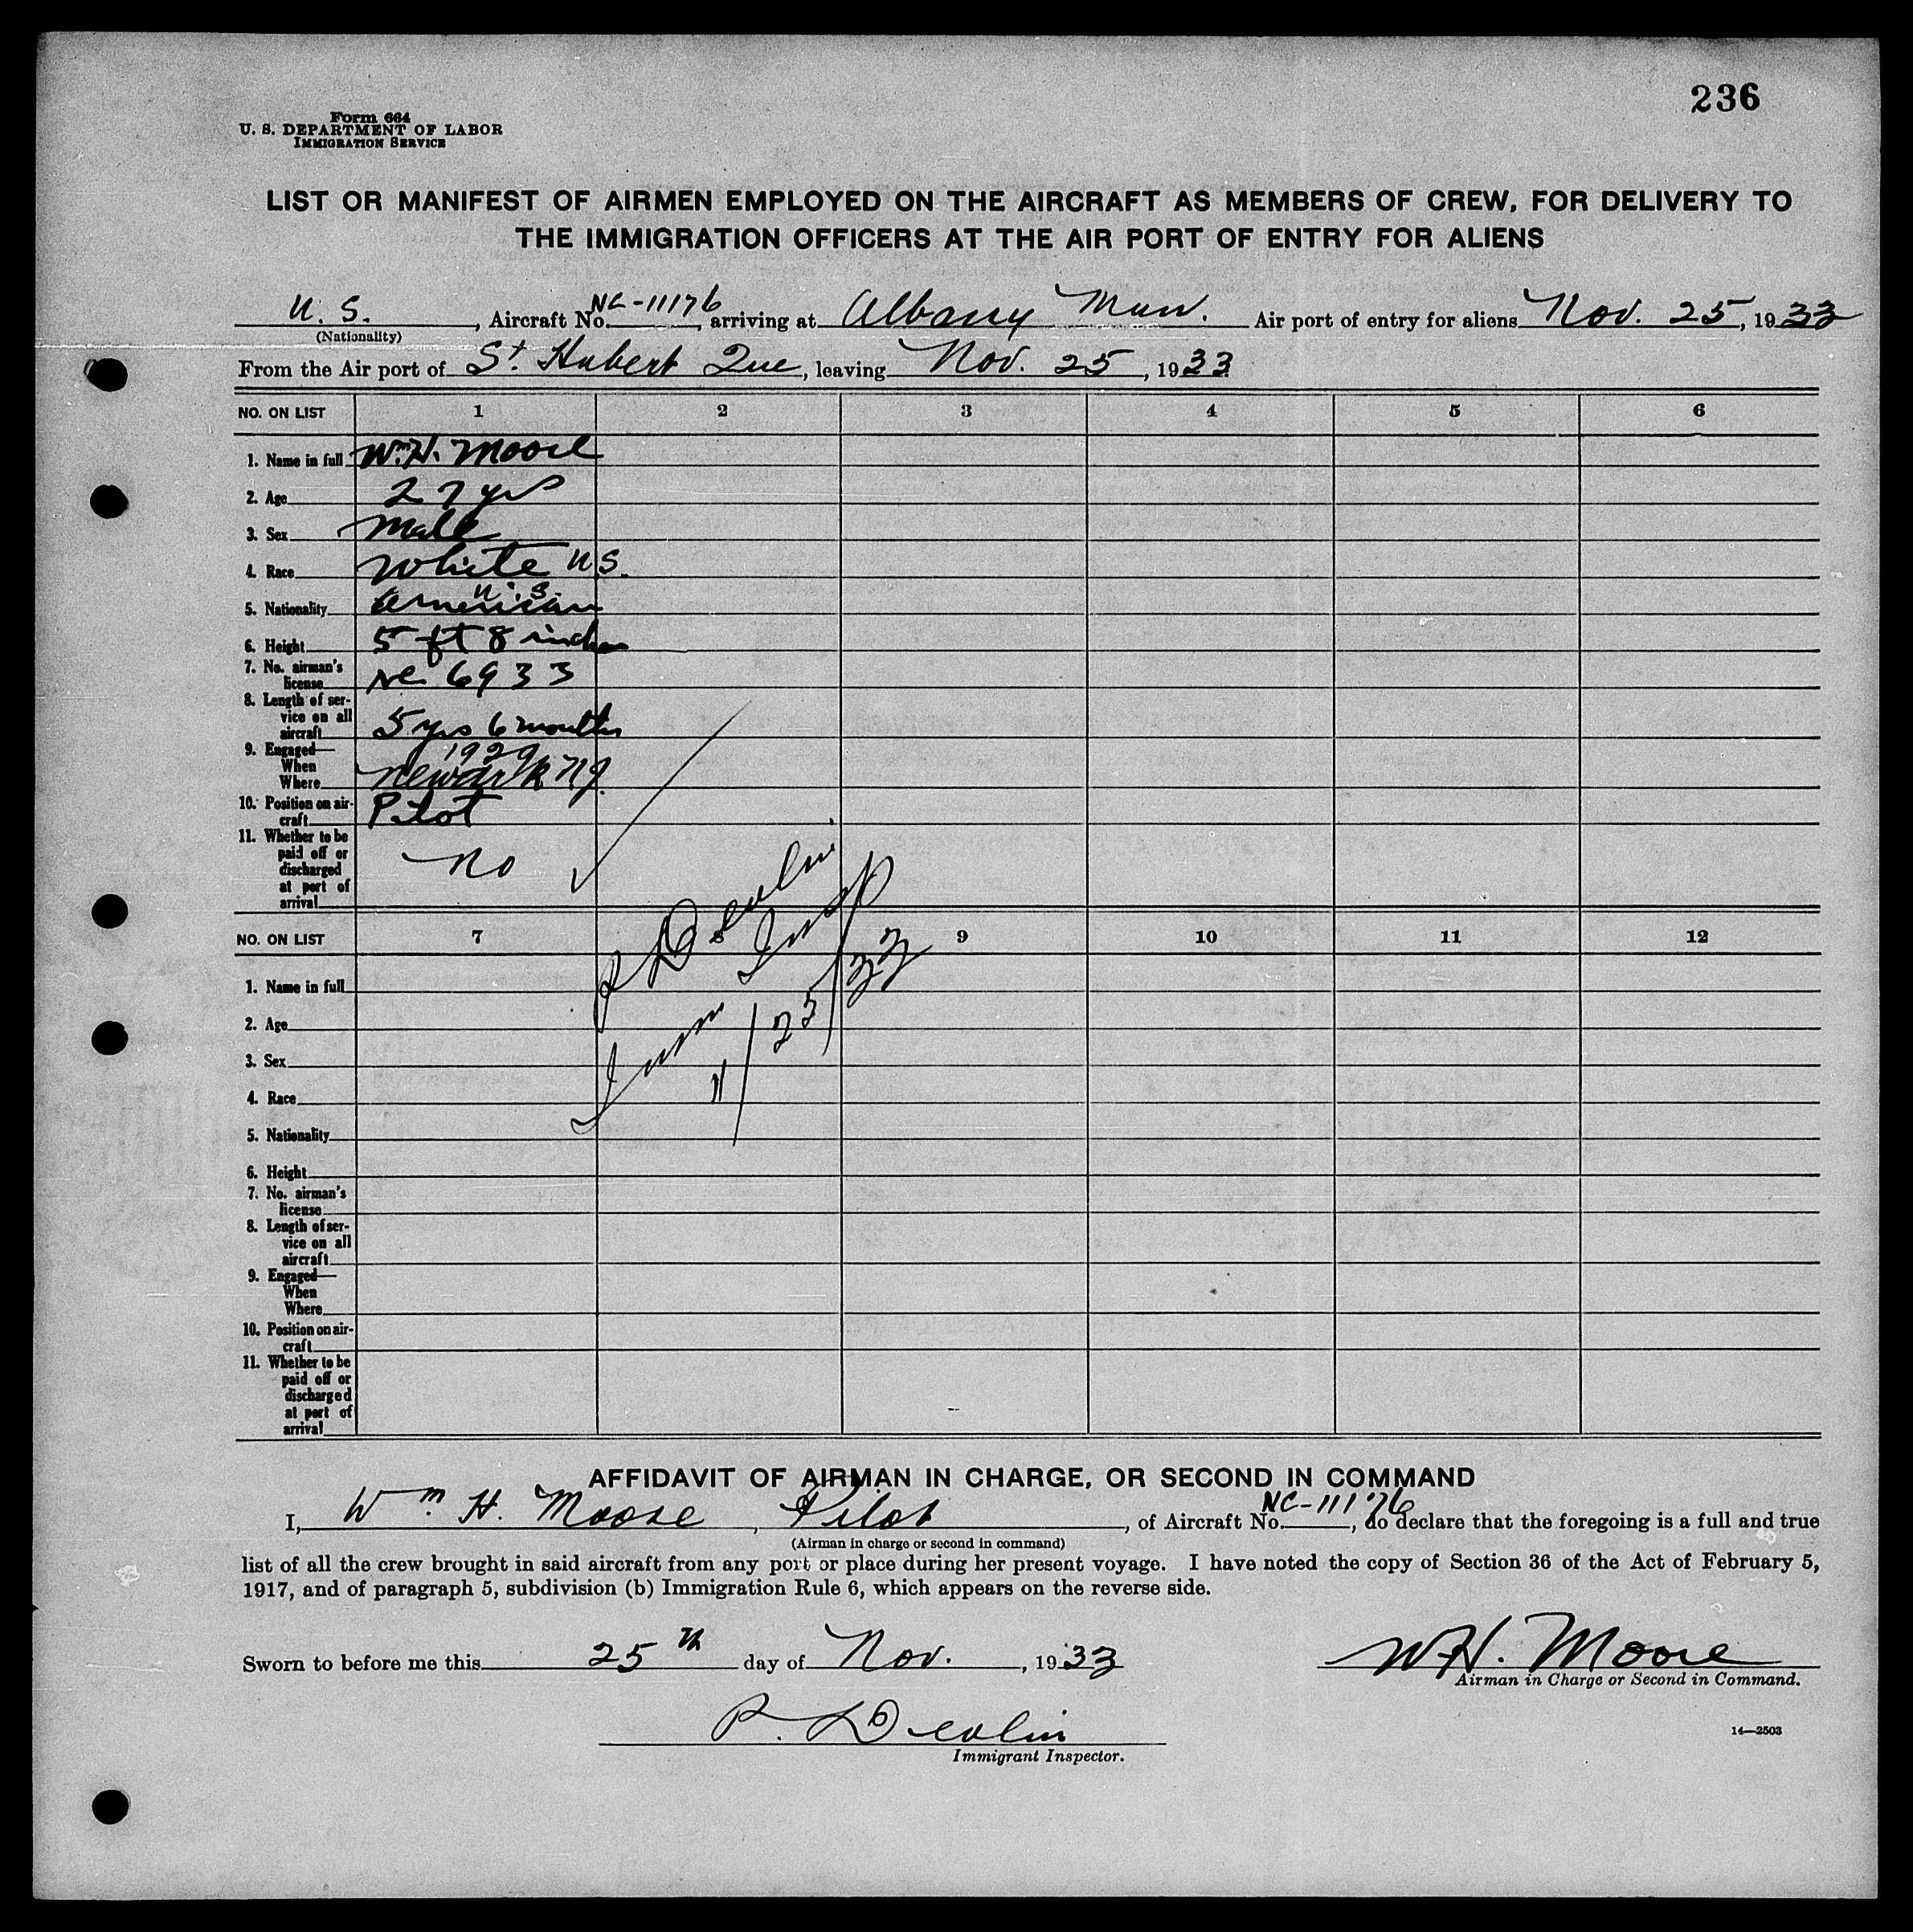 236
Form 664
U. S. DEPARTMENT OF LABOR
IMMIGRATION SERVICE
LIST OR MANIFEST OF AIRMEN EMPLOYED ON THE AIRCRAFT AS MEMBERS OF CREW, FOR DELIVERY TO
THE IMMIGRATION OFFICERS AT THE AIR PORT OF ENTRY FOR ALIENS
U. S., Aircraft No. NC-11176, arriving at Albany Mun. Air port of entry for aliens Nov. 25, 1933
(Nationality)
From the Air port of St Hubert Que, leaving Nov. 25, 1933
NO. ON LIST 1 2 3 4 5 6
1. Name in full Wm H. Moore
2. Age 27 yrs
3. Sex Male
4. Race White U.S.
5. Nationality American U.S.
6. Height 5 ft 8 inches
7. No. airman's
license NC 6933
8. Length of ser-
vice on all
aircraft 5 yrs 6 months
9. Engaged—
When 1929
Where Newark NJ.
10. Position on air-
craft Pilot
11. Whether to be
paid off or
discharged
at port of
arrival No
P Devlin
Imm Insp
11/25/33
NO. ON LIST 7 8 9 10 11 12
1. Name in full
2. Age
3. Sex
4. Race
5. Nationality
6. Height
7. No. airman's
license
8. Length of ser-
vice on all
aircraft
9. Engaged—
When
Where
10. Position on air-
craft
11. Whether to be
paid off or
discharged
at port of
arrival
AFFIDAVIT OF AIRMAN IN CHARGE, OR SECOND IN COMMAND
I, Wm H. Moore, Pilot, of Aircraft No. NC-11176, do declare that the foregoing is a full and true
(Airman in charge or second in command)
list of all the crew brought in said aircraft from any port or place during her present voyage. I have noted the copy of Section 36 of the Act of February 5,
1917, and of paragraph 5, subdivision (b) Immigration Rule 6, which appears on the reverse side.
Sworn to before me this 25th day of Nov., 1933
WH. Moore
Airman in Charge or Second in Command.
P. Devlin
Immigrant Inspector.
14—2503